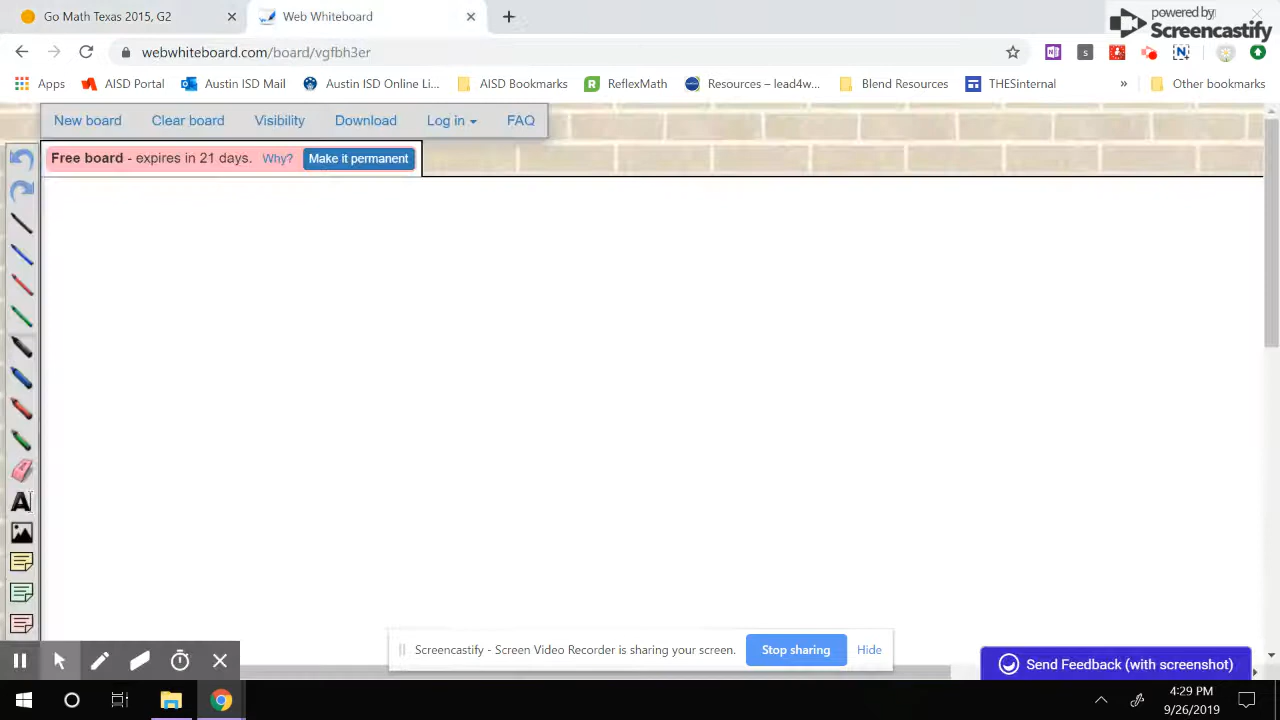 Go Math Texas 2015, G2
Web Whiteboard
powered by
Screencastify
webwhiteboard.com/board/vgfbh3er
Apps
AISD Portal
Austin ISD Mail
Austin ISD Online Li...
AISD Bookmarks
ReflexMath
Resources – lead4w...
Blend Resources
THESinternal
»
Other bookmarks
New board
Clear board
Visibility
Download
Log in
FAQ
Free board - expires in 21 days. Why? Make it permanent
A
Screencastify - Screen Video Recorder is sharing your screen.
Stop sharing
Hide
Send Feedback (with screenshot)
4:29 PM
9/26/2019